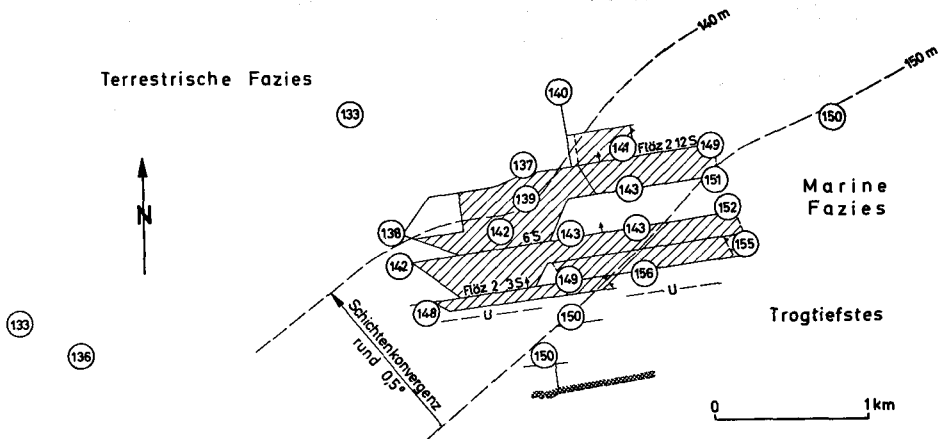 140 m
150 m
Terrestrische Fazies
140
133
150
141
Flöz 2 12 S
149
137
N
143
151
Marine
Fazies
139
152
138
142
6 S
143
143
155
142
Flöz 2 3 S
149
156
148
U
U
133
150
Trogtiefstes
136
150
Schichtenkonvergenz
rund 0,5°
0
1 km